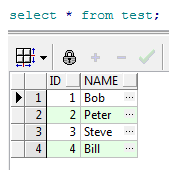 select * from test;
ID NAME
1 1 Bob ...
2 2 Peter ...
3 3 Steve ...
4 4 Bill ...